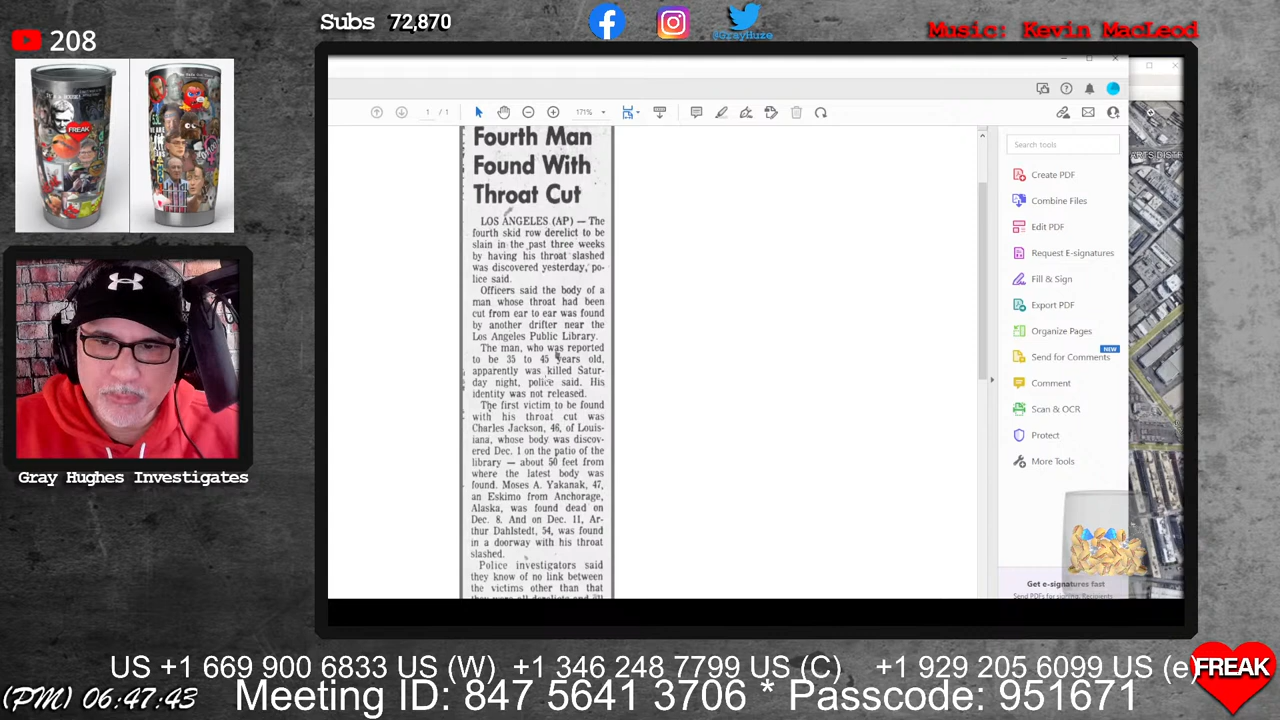 Subs 72,870
@GrayHuze
Music: Kevin MacLeod
208
FREAK
1 / 1
171%
Fourth Man
Found With
Throat Cut
LOS ANGELES (AP) — The
fourth skid row derelict to be
slain in the past three weeks
by having his throat slashed
was discovered yesterday, po-
lice said.
Officers said the body of a
man whose throat had been
cut from ear to ear was found
by another drifter near the
Los Angeles Public Library.
The man, who was reported
to be 35 to 45 years old,
apparently was killed Satur-
day night, police said. His
identity was not released.
The first victim to be found
with his throat cut was
Charles Jackson, 46, of Louis-
iana, whose body was discov-
ered Dec. 1 on the patio of the
library — about 50 feet from
where the latest body was
found. Moses A. Yakanak, 47,
an Eskimo from Anchorage,
Alaska, was found dead on
Dec. 8. And on Dec. 11, Ar-
thur Dahlstedt, 54, was found
in a doorway with his throat
slashed.
Police investigators said
they know of no link between
the victims other than that
Search tools
Create PDF
Combine Files
Edit PDF
Request E-signatures
Fill & Sign
Export PDF
Organize Pages
NEW
Send for Comments
Comment
Scan & OCR
Protect
More Tools
Get e-signatures fast
Send PDFs for signing. Recipients
ARTS DISTR
Gray Hughes Investigates
US +1 669 900 6833 US (W) +1 346 248 7799 US (C) +1 929 205 6099 US (e)
FREAK
(PM) 06:47:43
Meeting ID: 847 5641 3706 * Passcode: 951671